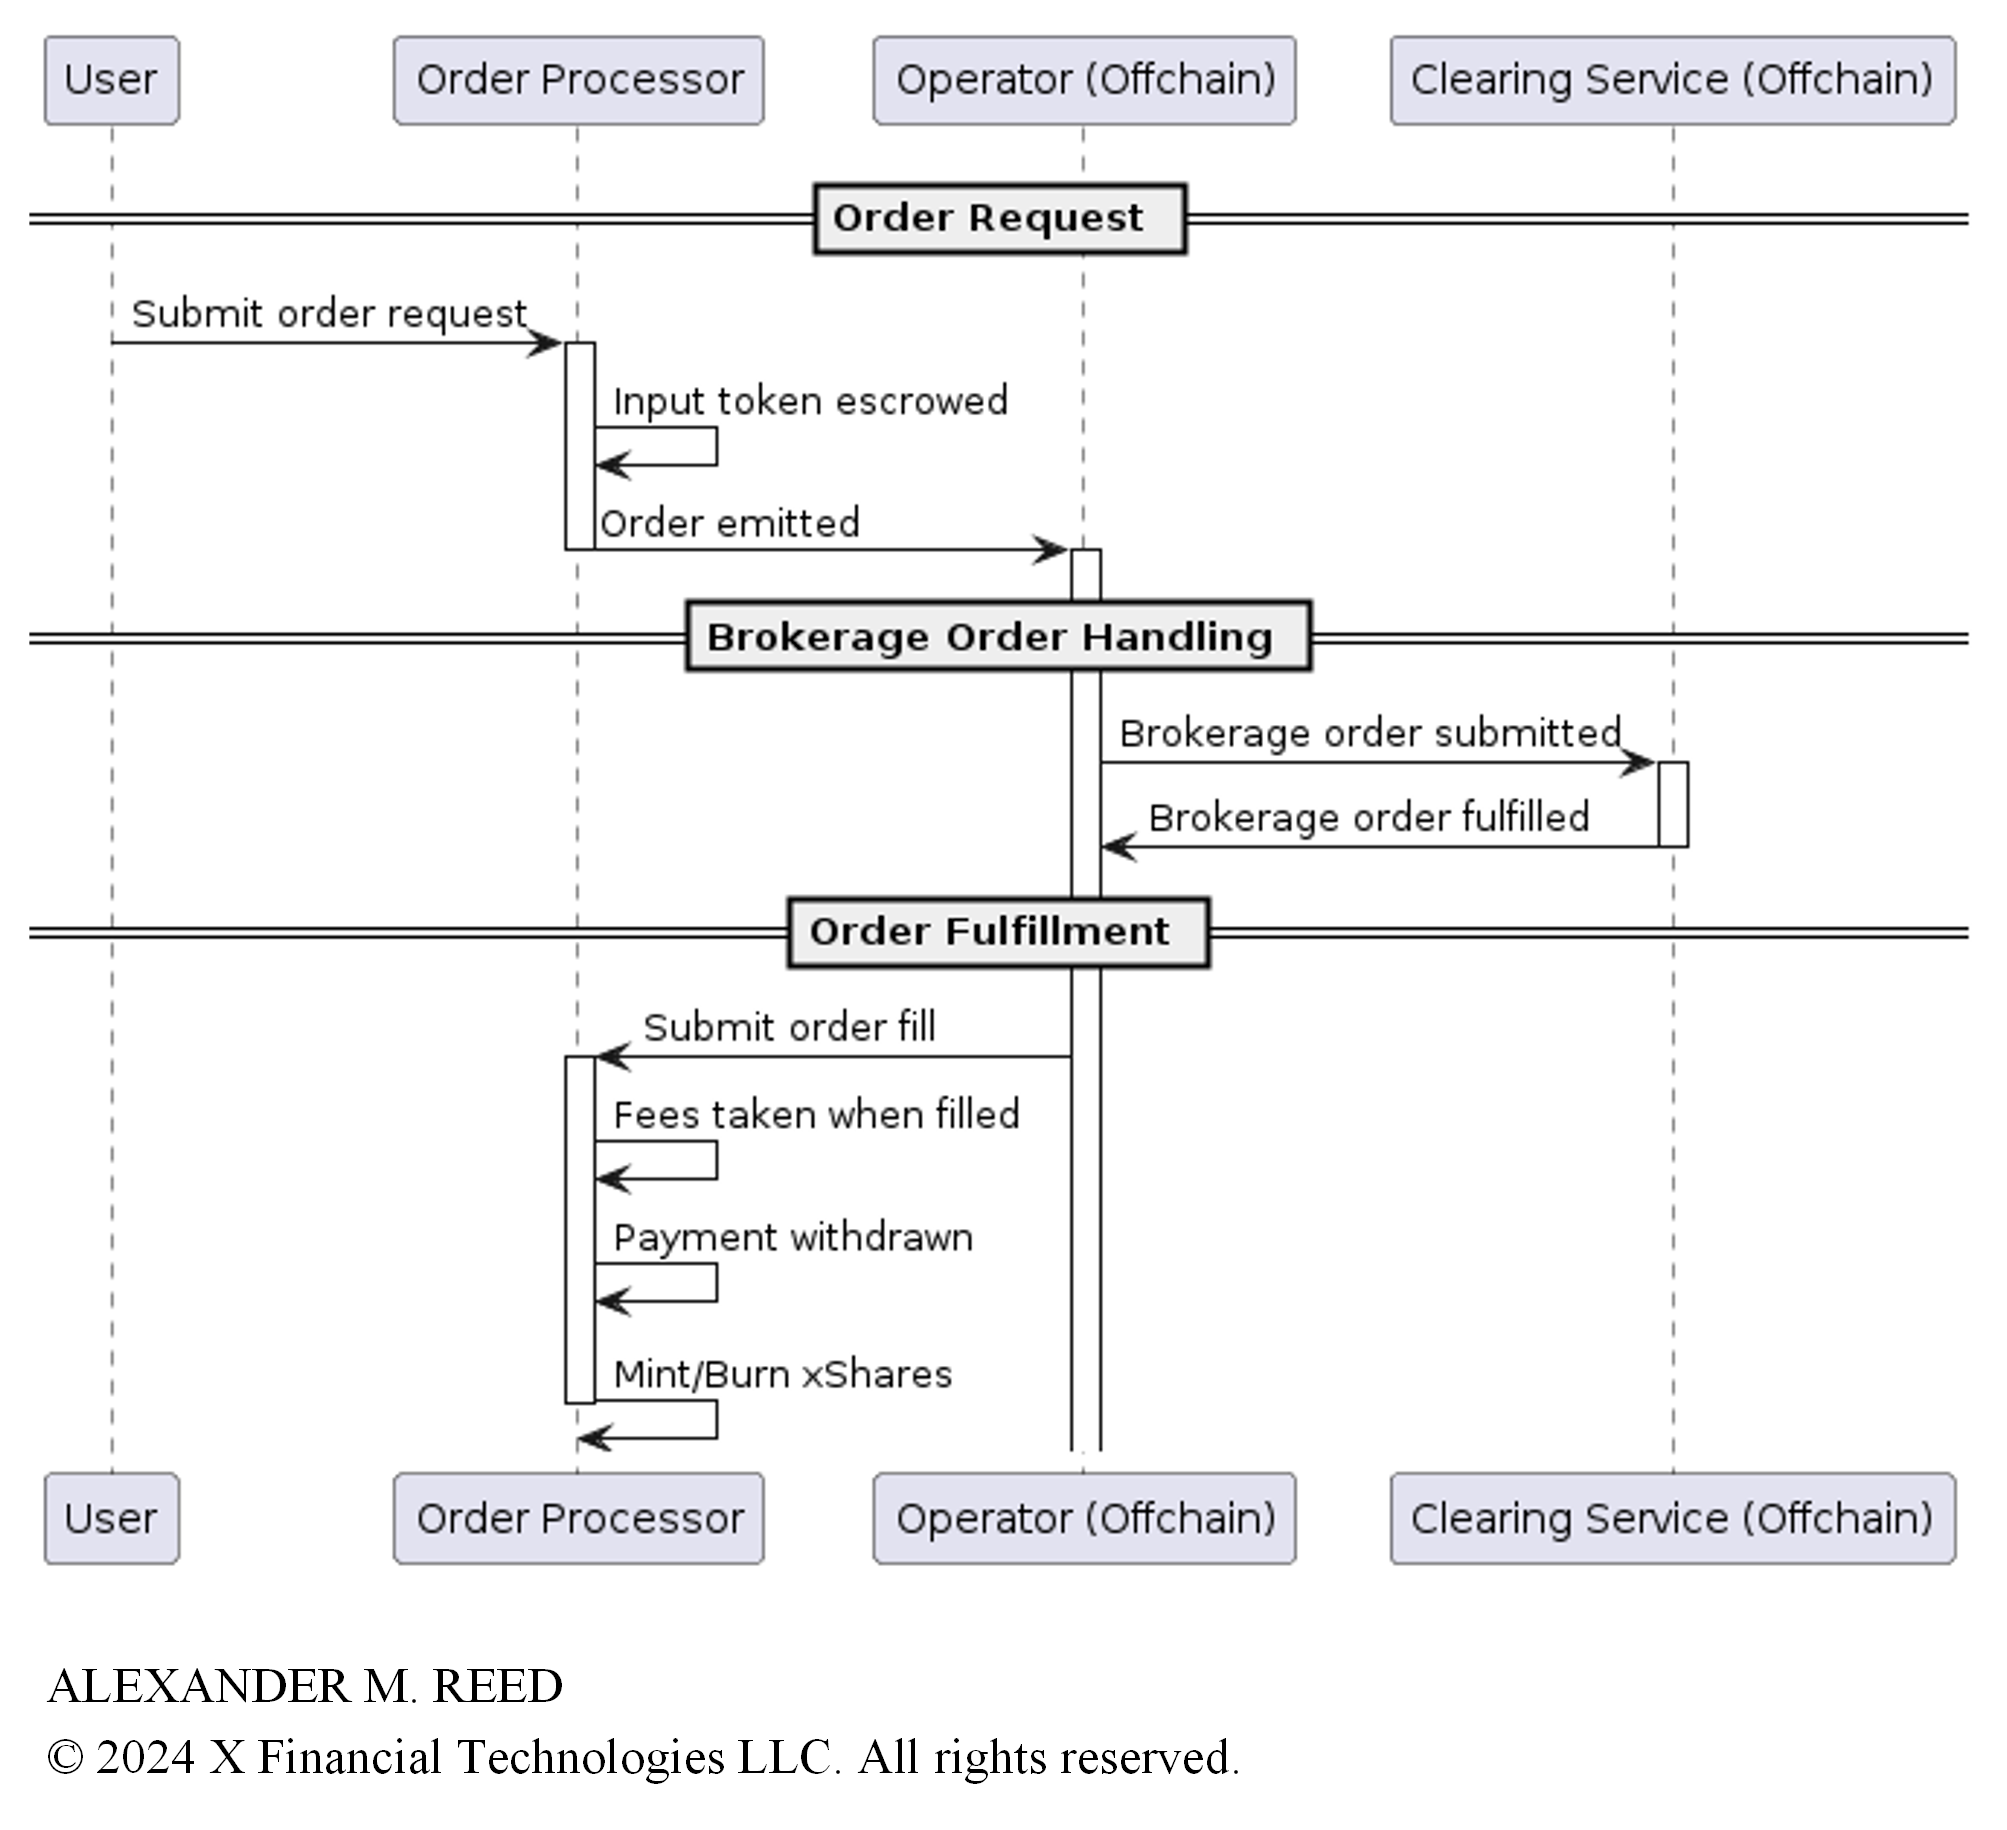 User
Order Processor
Operator (Offchain)
Clearing Service (Offchain)
Order Request
Submit order request
Input token escrowed
Order emitted
Brokerage Order Handling
Brokerage order submitted
Brokerage order fulfilled
Order Fulfillment
Submit order fill
Fees taken when filled
Payment withdrawn
Mint/Burn xShares
User
Order Processor
Operator (Offchain)
Clearing Service (Offchain)
ALEXANDER M. REED
© 2024 X Financial Technologies LLC. All rights reserved.